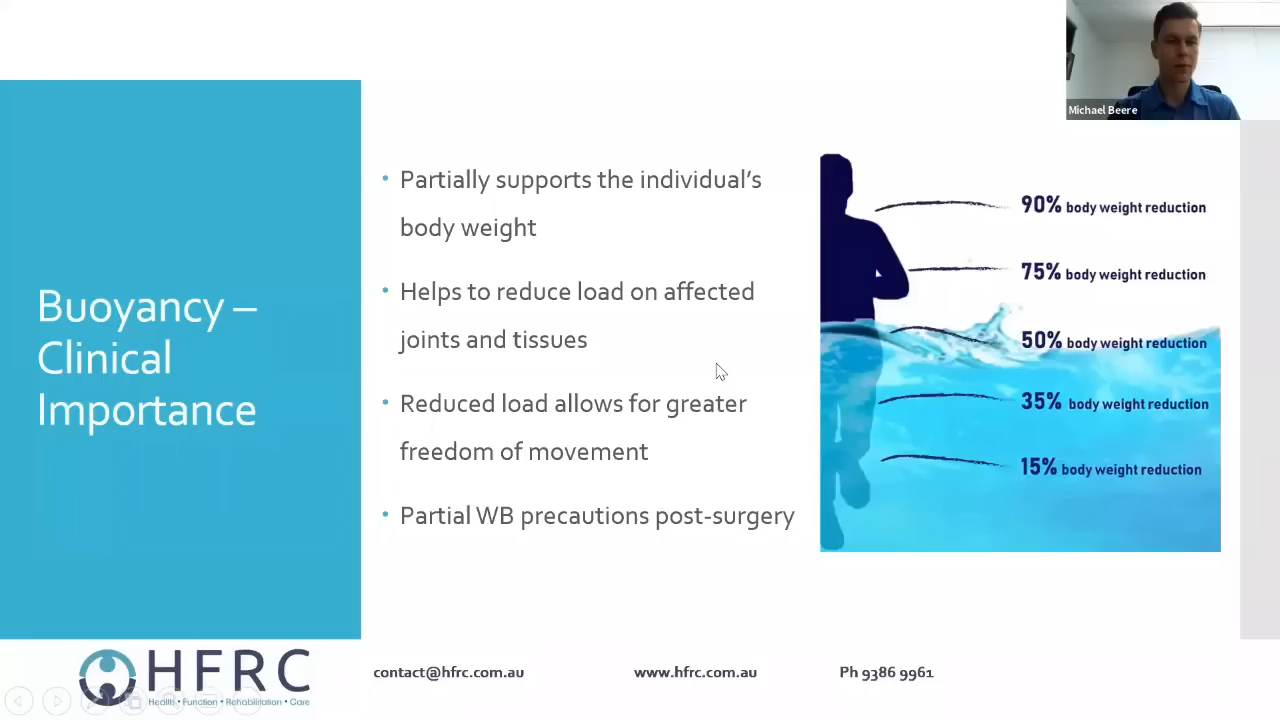 Michael Beere
Buoyancy –
Clinical
Importance
• Partially supports the individual's
body weight
• Helps to reduce load on affected
joints and tissues
• Reduced load allows for greater
freedom of movement
• Partial WB precautions post-surgery
90% body weight reduction
75% body weight reduction
50% body weight reduction
35% body weight reduction
15% body weight reduction
HFRC
Health • Function • Rehabilitation • Care
contact@hfrc.com.au
www.hfrc.com.au
Ph 9386 9961